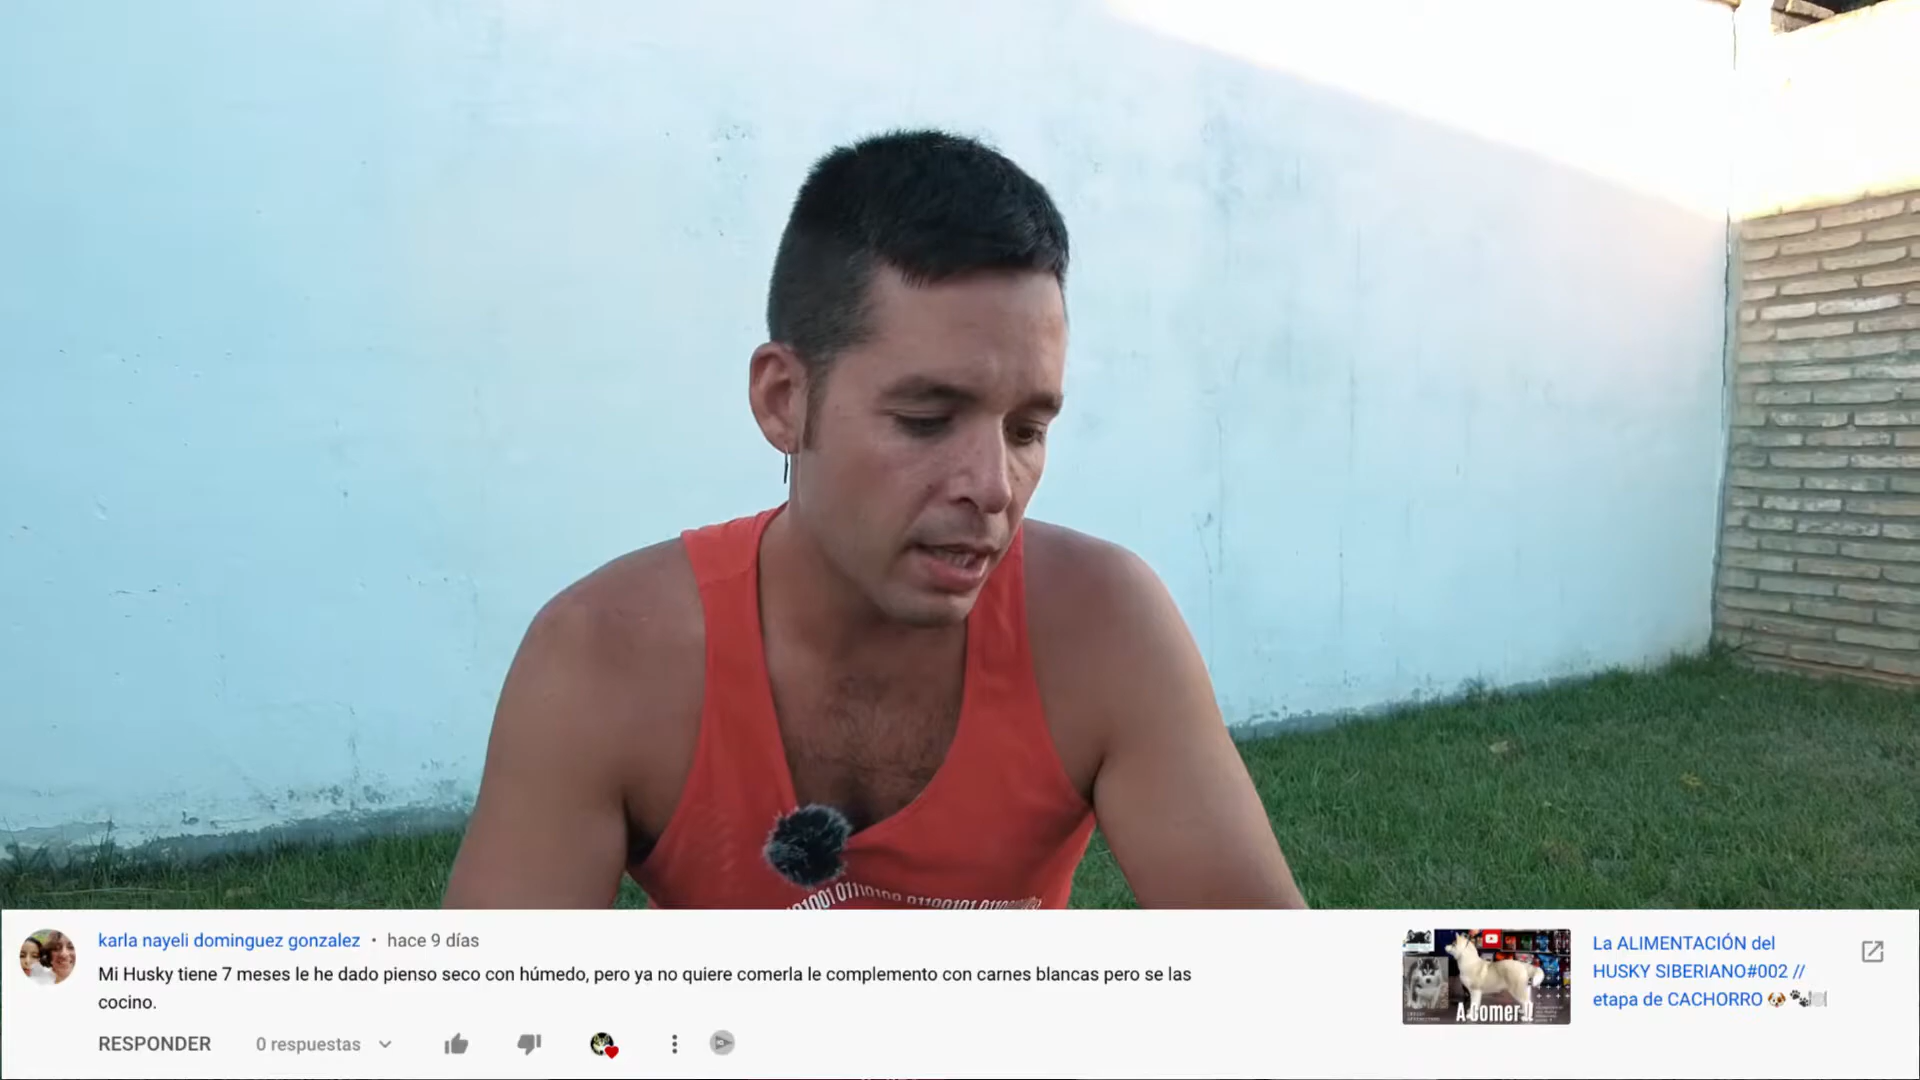 karla nayeli dominguez gonzalez • hace 9 días
Mi Husky tiene 7 meses le he dado pienso seco con húmedo, pero ya no quiere comerla le complemento con carnes blancas pero se las
cocino.
RESPONDER 0 respuestas
La ALIMENTACIÓN del
HUSKY SIBERIANO#002 //
etapa de CACHORRO
A Comer !!